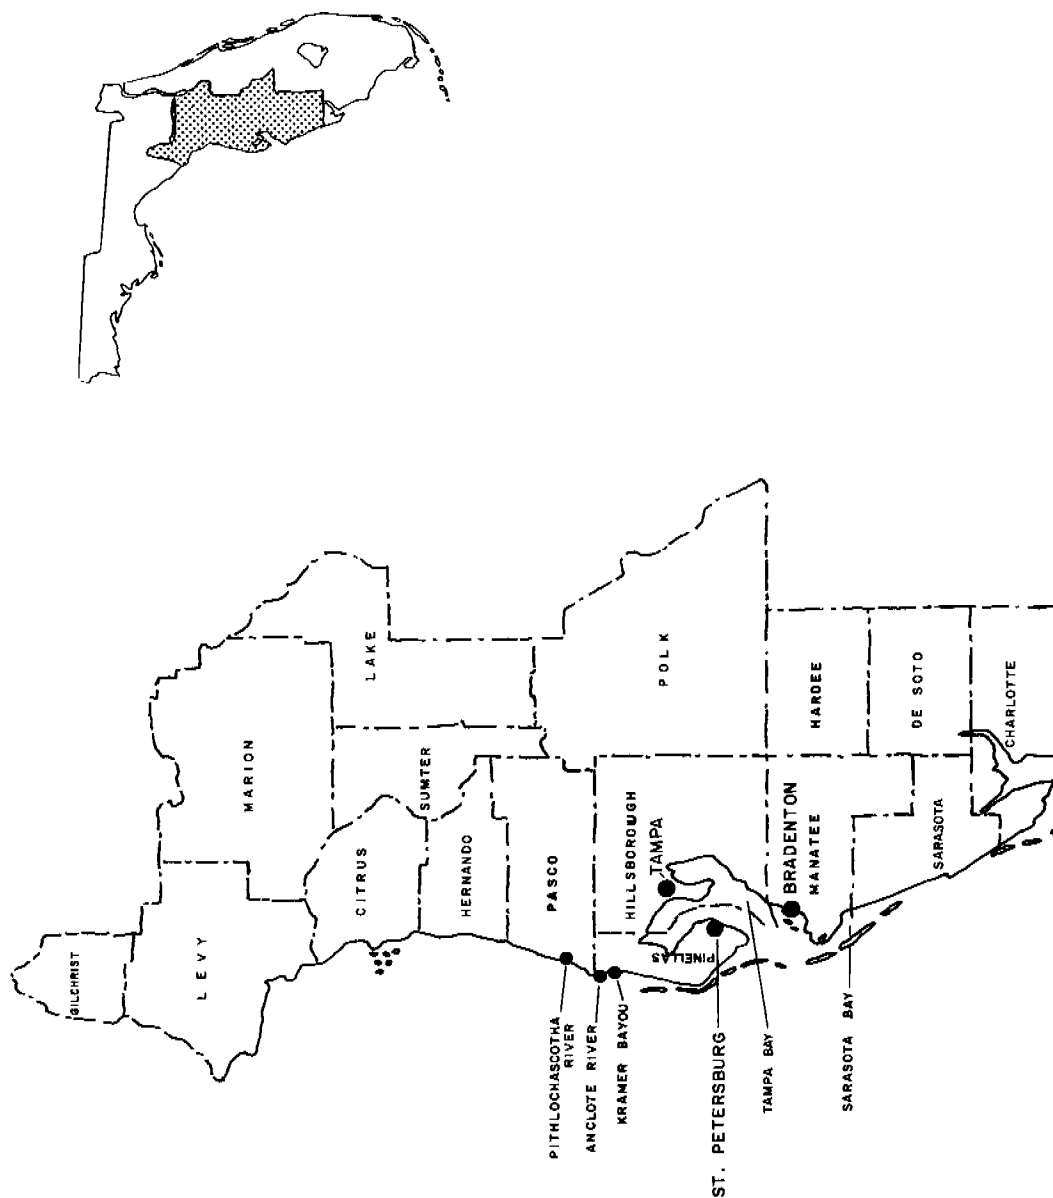 GILCHRIST
LEVY
MARION
LAKE
CITRUS
SUMTER
HERNANDO
PASCO
POLK
HILLSBOROUGH
TAMPA
PINELLAS
HARDEE
BRADENTON
MANATEE
DE SOTO
SARASOTA
CHARLOTTE
PITHLOCHASCOTHA
RIVER
ANCLOTE RIVER
KRAMER BAYOU
ST. PETERSBURG
TAMPA BAY
SARASOTA BAY